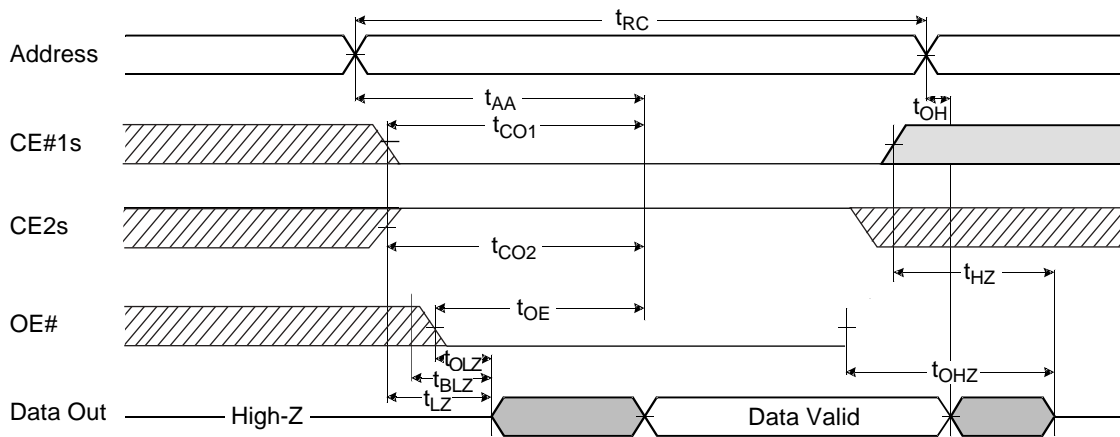 tRC
Address
tAA
tOH
tCO1
CE#1s
CE2s
tCO2
tHZ
tOE
OE#
tOLZ
tBLZ
tOHZ
tLZ
Data Out High-Z Data Valid